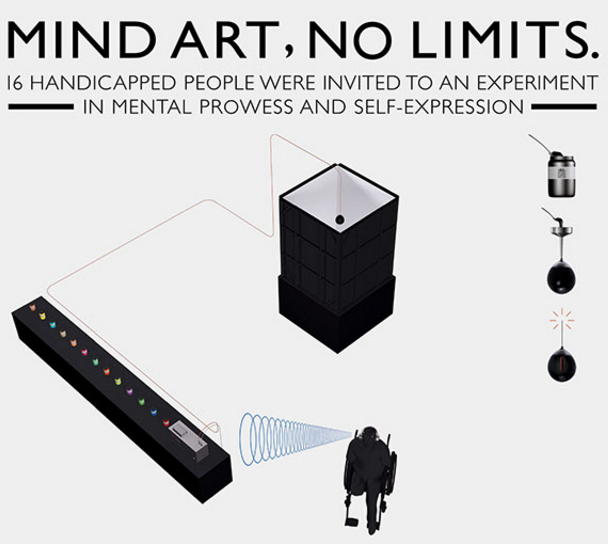 MIND ART, NO LIMITS.
16 HANDICAPPED PEOPLE WERE INVITED TO AN EXPERIMENT
IN MENTAL PROWESS AND SELF-EXPRESSION